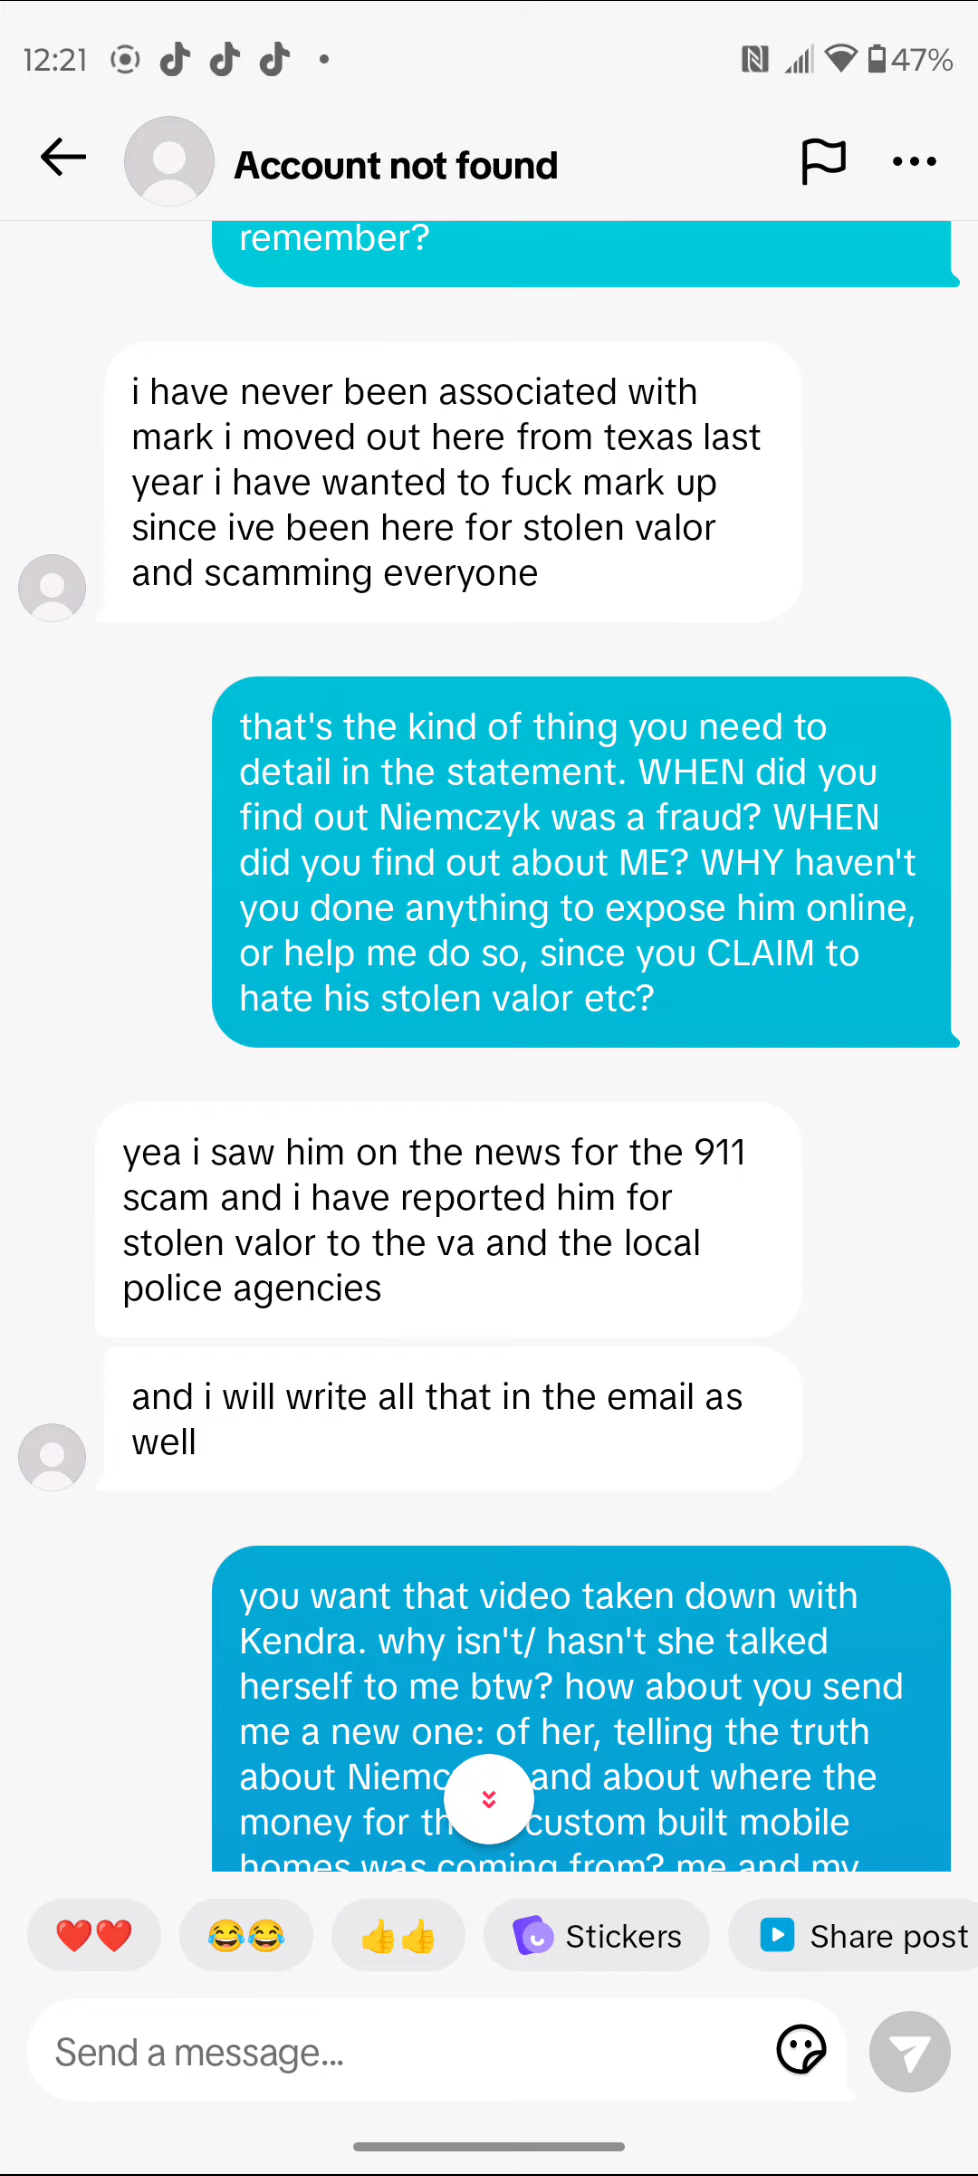 12:21
47%
Account not found
remember?
i have never been associated with
mark i moved out here from texas last
year i have wanted to fuck mark up
since ive been here for stolen valor
and scamming everyone
that's the kind of thing you need to
detail in the statement. WHEN did you
find out Niemczyk was a fraud? WHEN
did you find out about ME? WHY haven't
you done anything to expose him online,
or help me do so, since you CLAIM to
hate his stolen valor etc?
yea i saw him on the news for the 911
scam and i have reported him for
stolen valor to the va and the local
police agencies
and i will write all that in the email as
well
you want that video taken down with
Kendra. why isn't/ hasn't she talked
herself to me btw? how about you send
me a new one: of her, telling the truth
about and about where the
money for custom built mobile
homes was coming from? me and my
Stickers
Share post
Send a message...